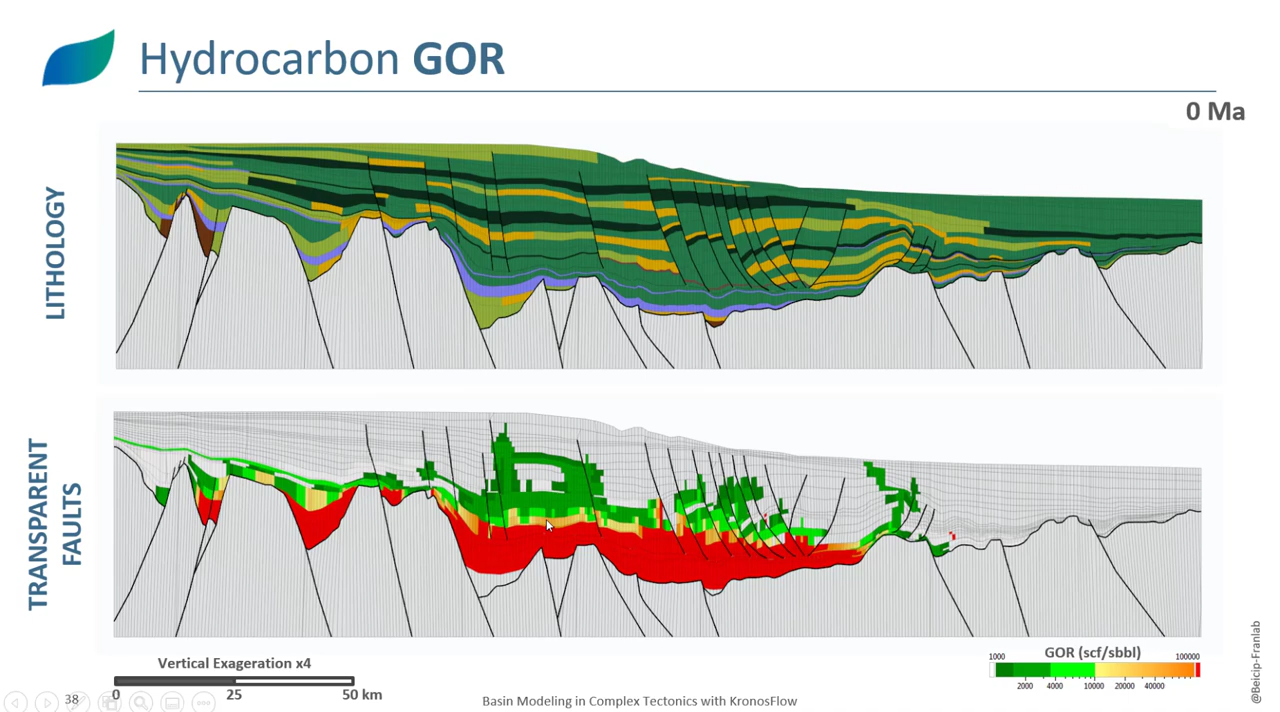 Hydrocarbon GOR
0 Ma
LITHOLOGY
TRANSPARENT
FAULTS
Vertical Exageration x4
0 25 50 km
GOR (scf/sbbl)
1000 100000
2000 4000 10000 20000 40000
38
Basin Modeling in Complex Tectonics with KronosFlow
@Beicip-Franlab